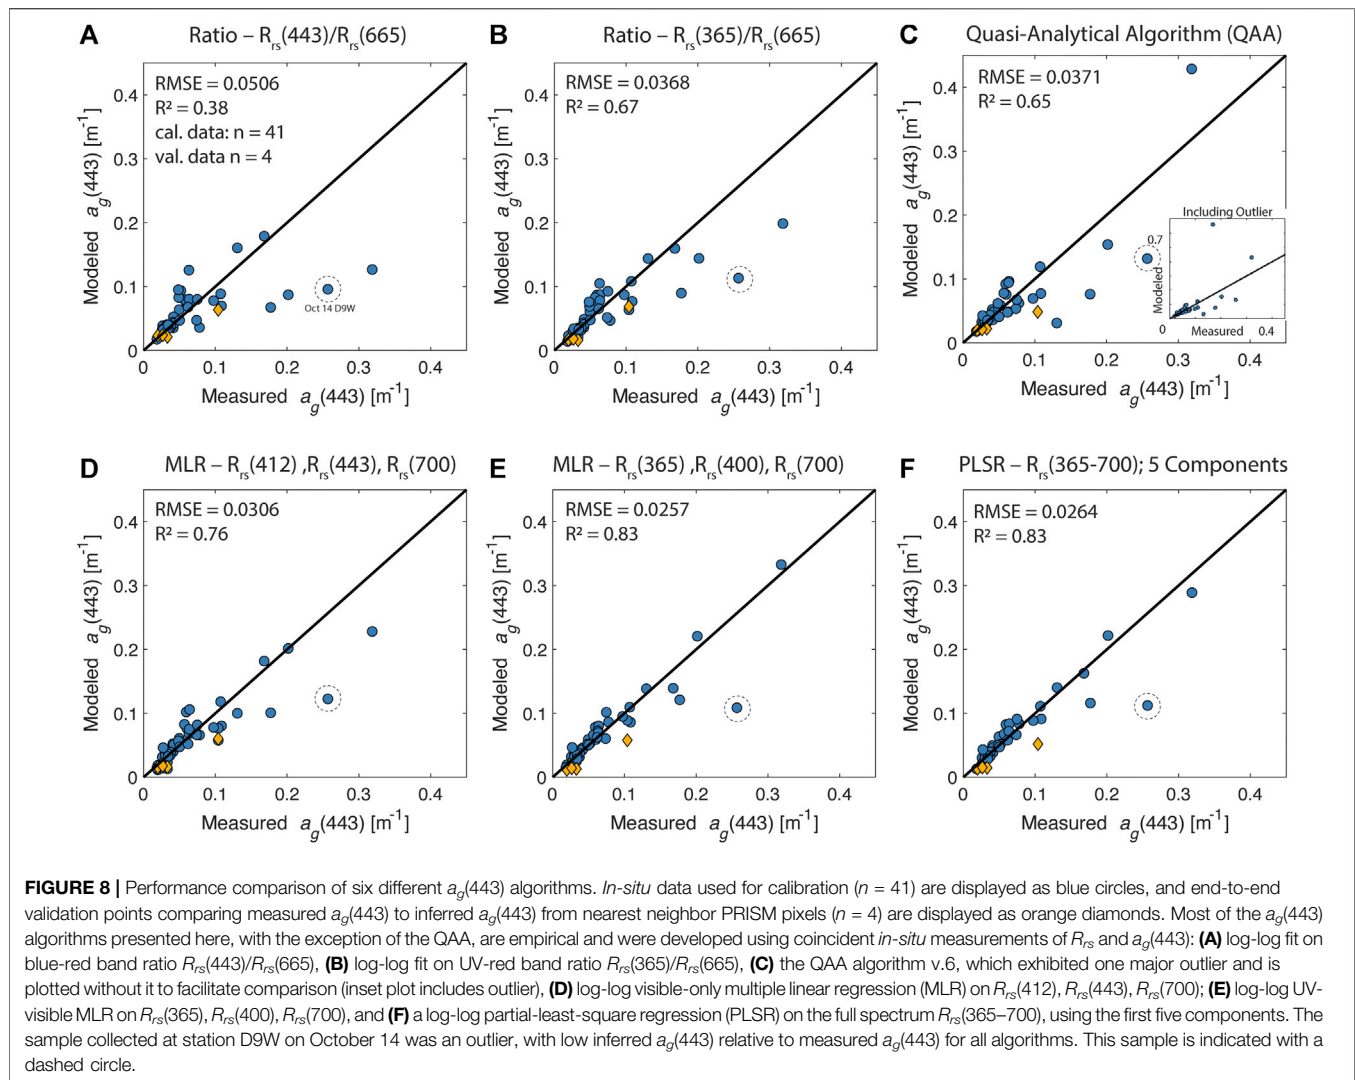 A Ratio – Rrs(443)/Rrs(665)
RMSE = 0.0506
R² = 0.38
cal. data: n = 41
val. data n = 4
Oct 14 D9W
0.4
0.3
0.2
0.1
0
0 0.1 0.2 0.3 0.4
Modeled ag(443) [m-1]
Measured ag(443) [m-1]
B Ratio – Rrs(365)/Rrs(665)
RMSE = 0.0368
R² = 0.67
0.4
0.3
0.2
0.1
0
0 0.1 0.2 0.3 0.4
Modeled ag(443) [m-1]
Measured ag(443) [m-1]
C Quasi-Analytical Algorithm (QAA)
RMSE = 0.0371
R² = 0.65
0.4
0.3
0.2
0.1
0
0 0.1 0.2 0.3 0.4
Modeled ag(443) [m-1]
Measured ag(443) [m-1]
Including Outlier
0.7
Modeled
0 Measured 0.4
D MLR – Rrs(412) ,Rrs(443), Rrs(700)
RMSE = 0.0306
R² = 0.76
0.4
0.3
0.2
0.1
0
0 0.1 0.2 0.3 0.4
Modeled ag(443) [m-1]
Measured ag(443) [m-1]
E MLR – Rrs(365) ,Rrs(400), Rrs(700)
RMSE = 0.0257
R² = 0.83
0.4
0.3
0.2
0.1
0
0 0.1 0.2 0.3 0.4
Modeled ag(443) [m-1]
Measured ag(443) [m-1]
F PLSR – Rrs(365-700); 5 Components
RMSE = 0.0264
R² = 0.83
0.4
0.3
0.2
0.1
0
0 0.1 0.2 0.3 0.4
Modeled ag(443) [m-1]
Measured ag(443) [m-1]
FIGURE 8 | Performance comparison of six different ag(443) algorithms. In-situ data used for calibration (n = 41) are displayed as blue circles, and end-to-end
validation points comparing measured ag(443) to inferred ag(443) from nearest neighbor PRISM pixels (n = 4) are displayed as orange diamonds. Most of the ag(443)
algorithms presented here, with the exception of the QAA, are empirical and were developed using coincident in-situ measurements of Rrs and ag(443): (A) log-log fit on
blue-red band ratio Rrs(443)/Rrs(665), (B) log-log fit on UV-red band ratio Rrs(365)/Rrs(665), (C) the QAA algorithm v.6, which exhibited one major outlier and is
plotted without it to facilitate comparison (inset plot includes outlier), (D) log-log visible-only multiple linear regression (MLR) on Rrs(412), Rrs(443), Rrs(700); (E) log-log UV-
visible MLR on Rrs(365), Rrs(400), Rrs(700), and (F) a log-log partial-least-square regression (PLSR) on the full spectrum Rrs(365–700), using the first five components. The
sample collected at station D9W on October 14 was an outlier, with low inferred ag(443) relative to measured ag(443) for all algorithms. This sample is indicated with a
dashed circle.